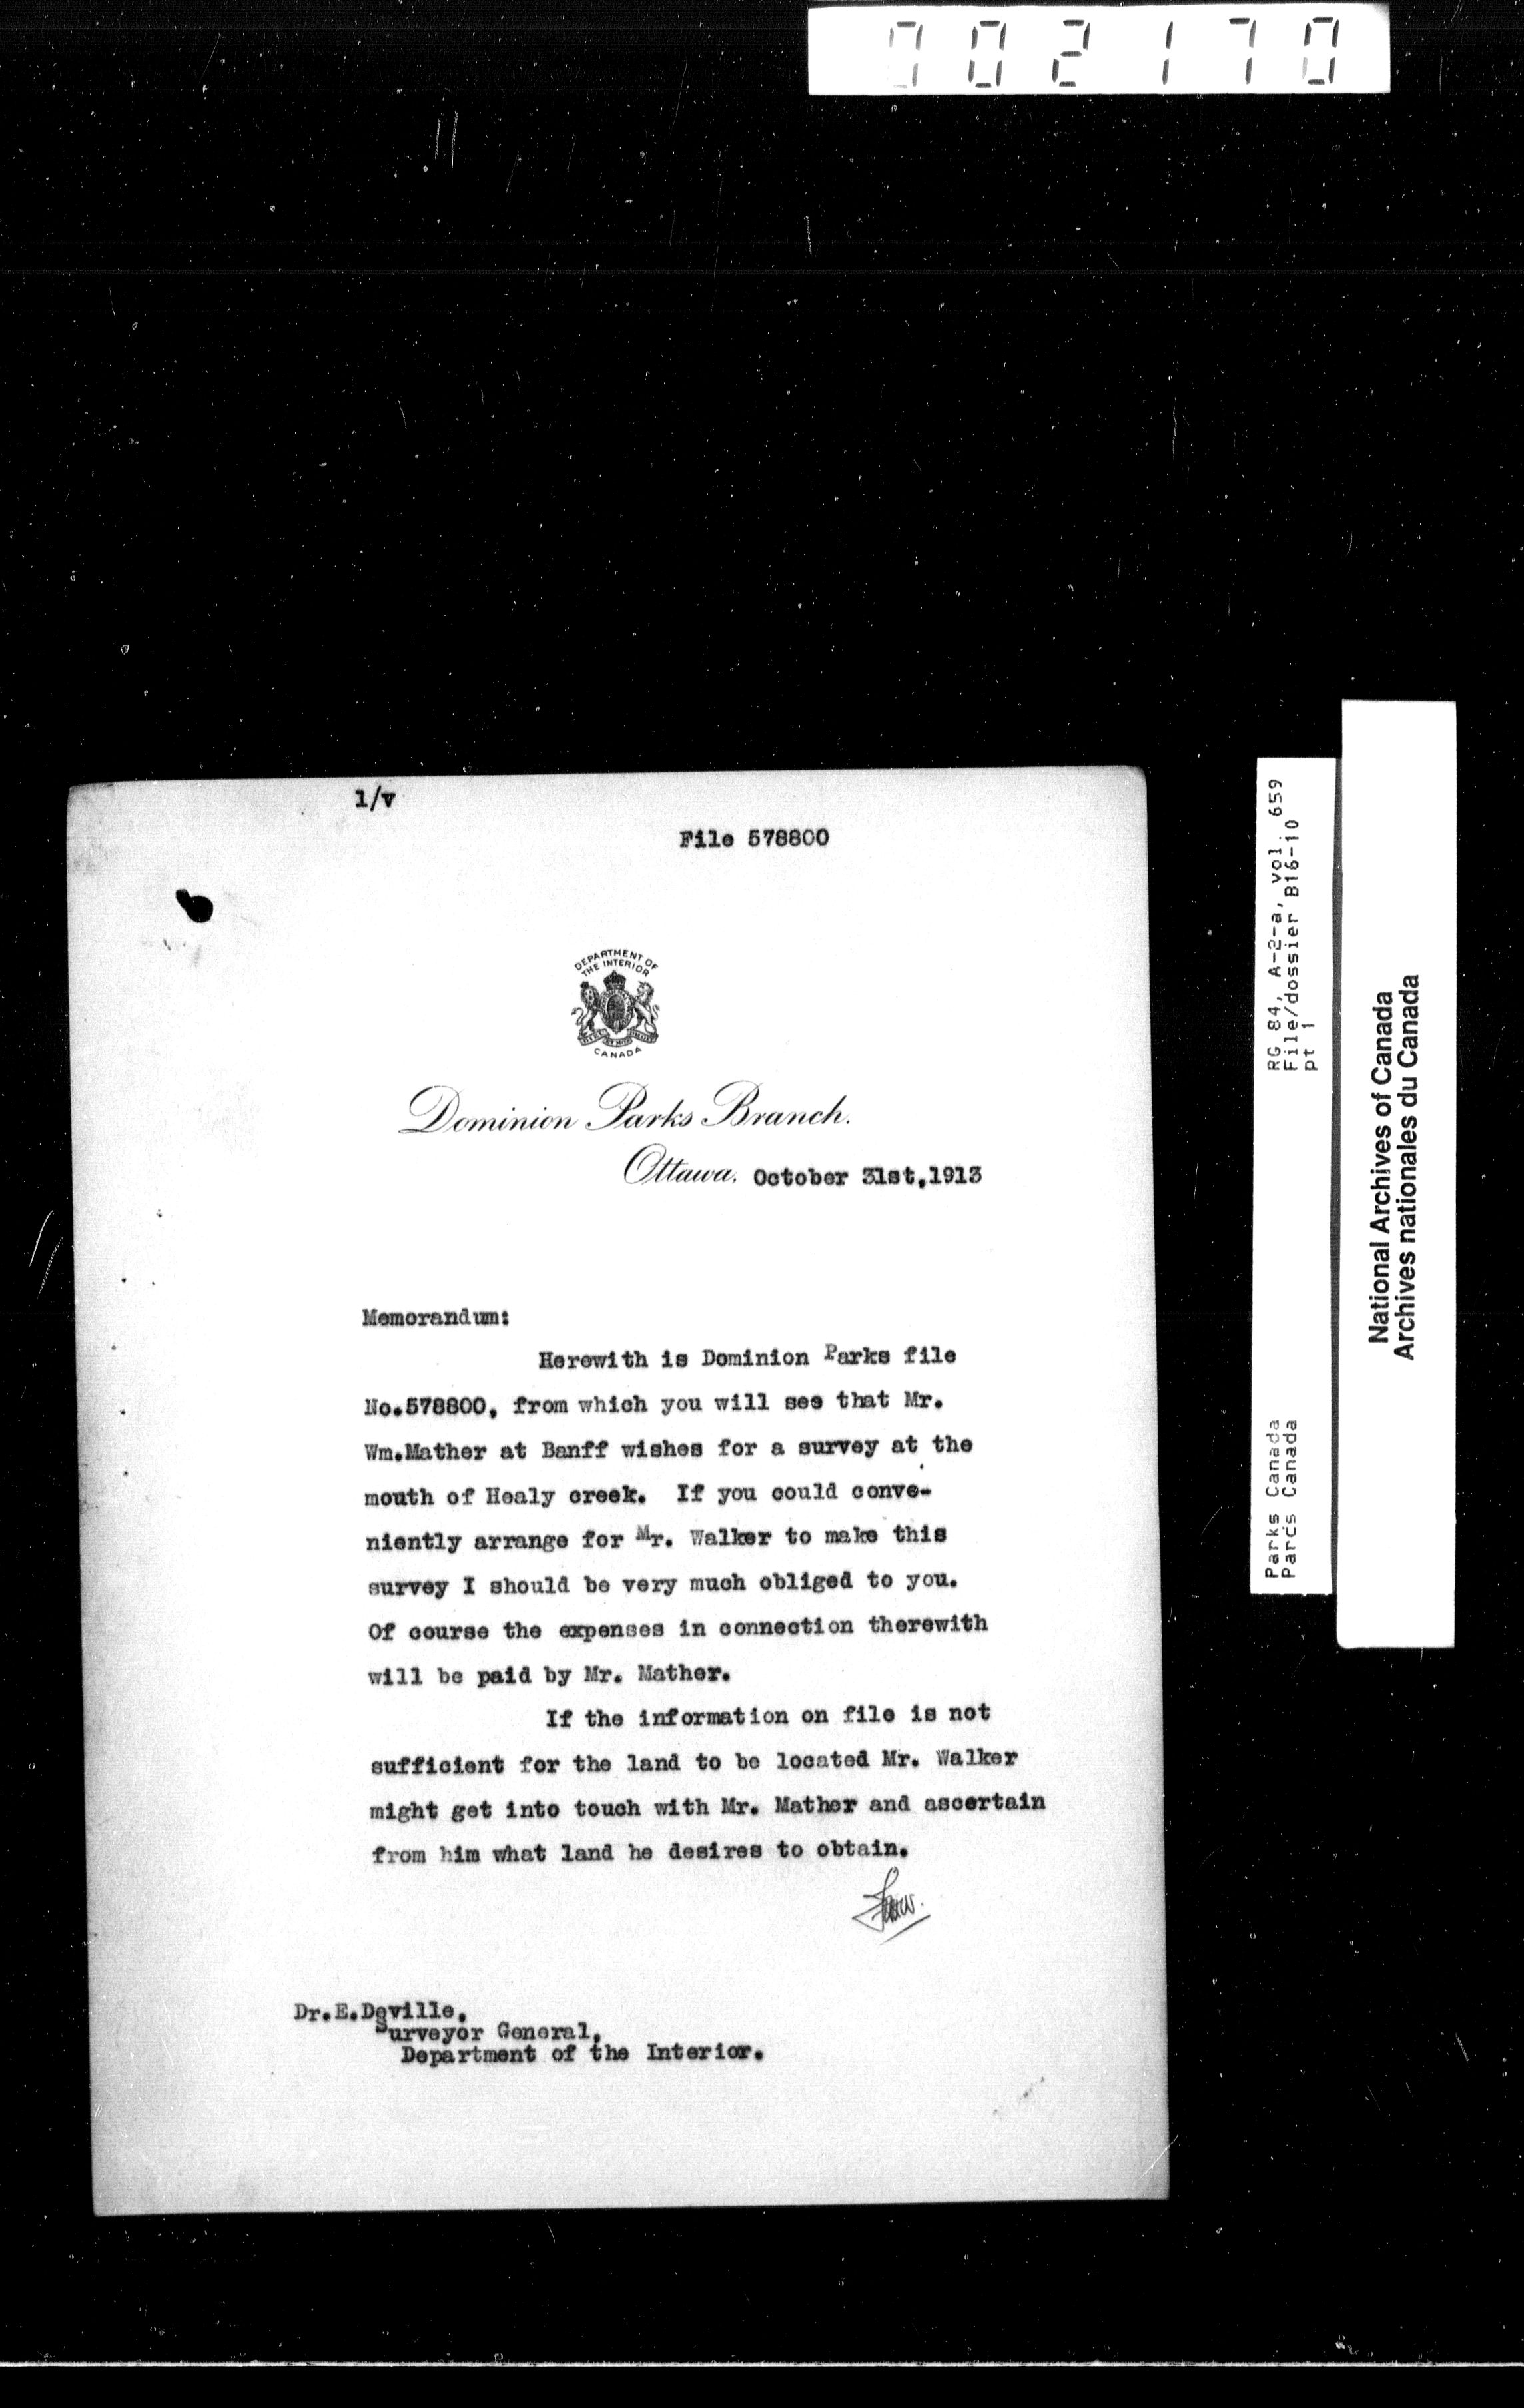 002170
1/v
File 578800
DEPARTMENT OF
THE INTERIOR
CANADA
Dominion Parks Branch.
Ottawa, October 31st,1913
Memorandum:
Herewith is Dominion Parks file
No.578800, from which you will see that Mr.
Wm.Mather at Banff wishes for a survey at the
mouth of Healy creek. If you could conve-
niently arrange for Mr. Walker to make this
survey I should be very much obliged to you.
Of course the expenses in connection therewith
will be paid by Mr. Mather.
If the information on file is not
sufficient for the land to be located Mr. Walker
might get into touch with Mr. Mather and ascertain
from him what land he desires to obtain.
Dr.E.Deville,
Surveyor General,
Department of the Interior.
RG 84, A-2-a, vol. 659
File/dossier B16-10
pt 1
Parks Canada
Parcs Canada
National Archives of Canada
Archives nationales du Canada